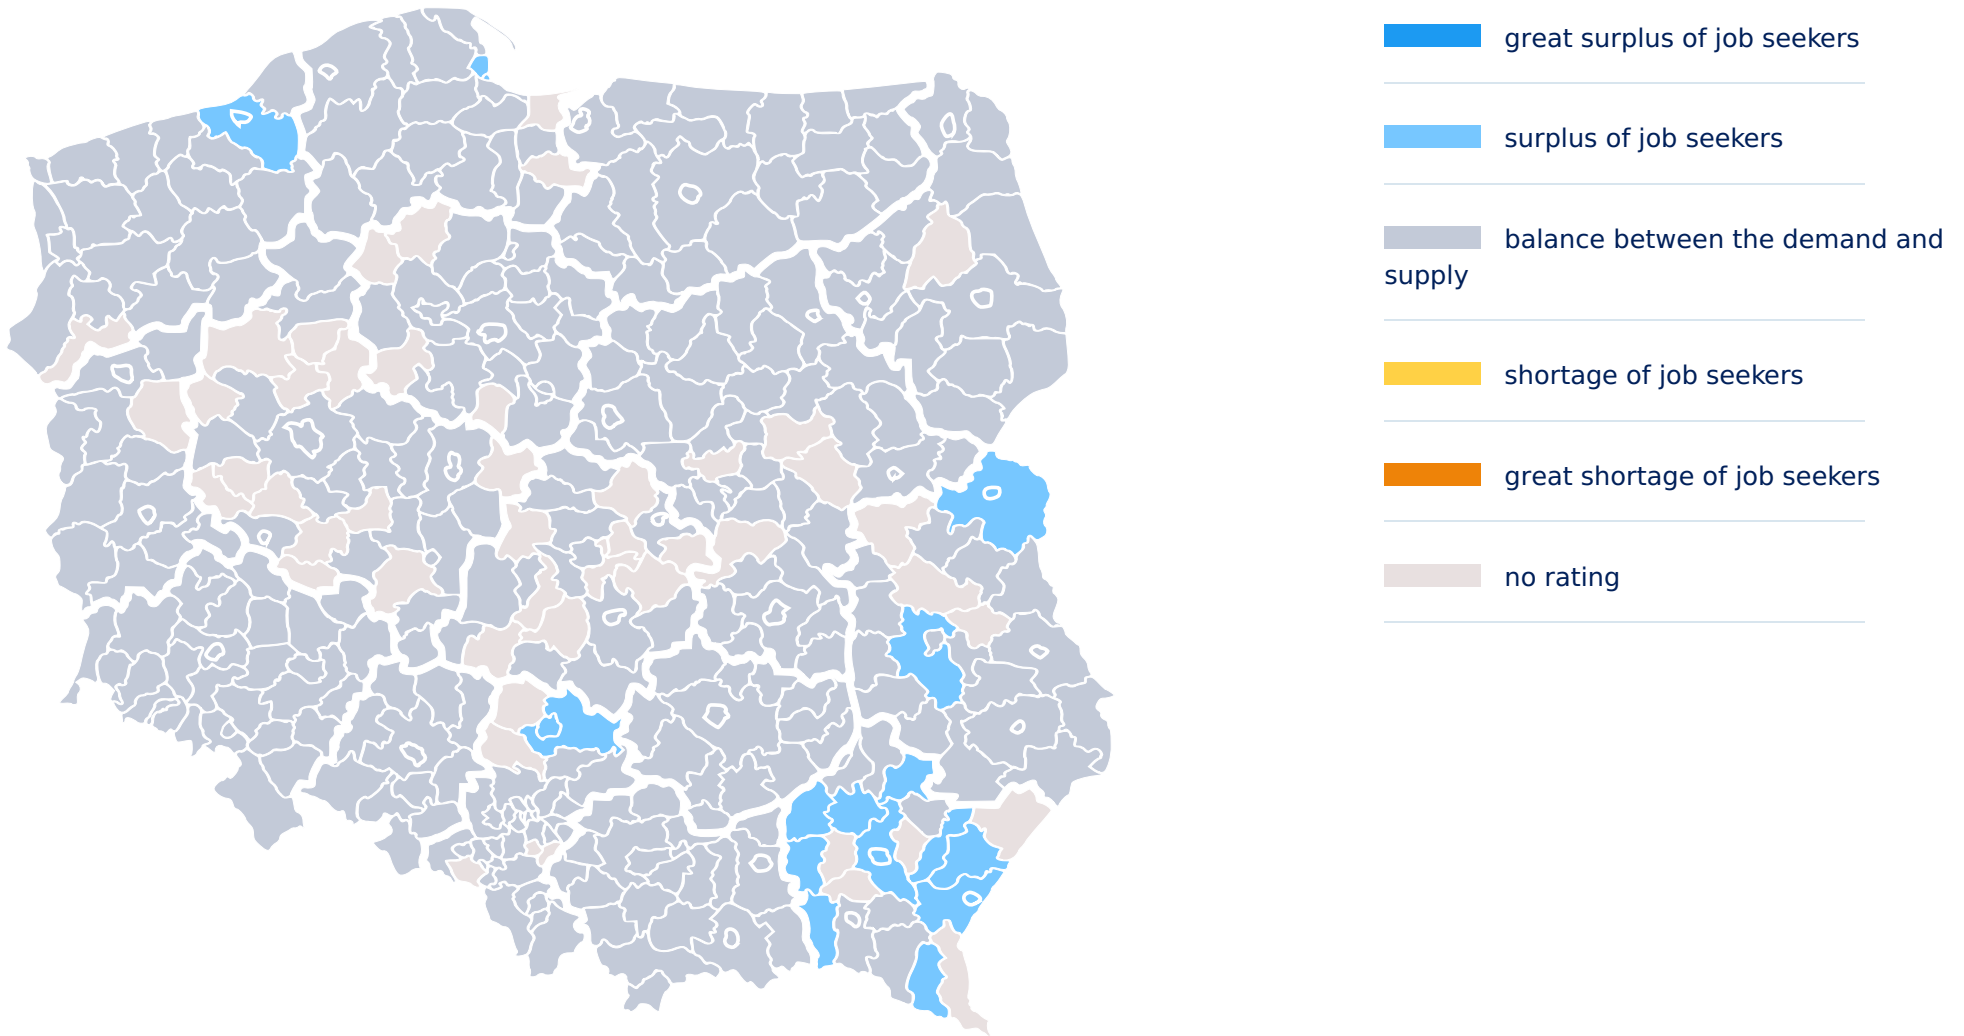 great surplus of job seekers
surplus of job seekers
balance between the demand and
supply
shortage of job seekers
great shortage of job seekers
no rating